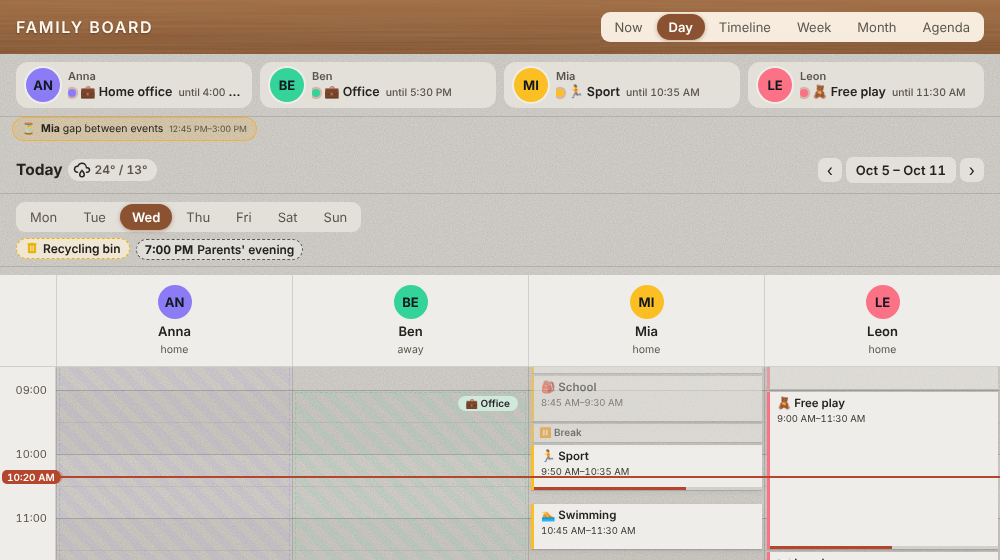 FAMILY BOARD
Now Day Timeline Week Month Agenda
AN Anna
💼 Home office until 4:00 ...
BE Ben
💼 Office until 5:30 PM
MI Mia
🏃 Sport until 10:35 AM
LE Leon
🧸 Free play until 11:30 AM
⏳ Mia gap between events 12:45 PM–3:00 PM
Today 24° / 13°
‹ Oct 5 – Oct 11 ›
Mon Tue Wed Thu Fri Sat Sun
Recycling bin 7:00 PM Parents' evening
AN BE MI LE
Anna Ben Mia Leon
home away home home
09:00
10:00
10:20 AM
11:00
💼 Office
🎒 School
8:45 AM–9:30 AM
Break
🏃 Sport
9:50 AM–10:35 AM
🏊 Swimming
10:45 AM–11:30 AM
🧸 Free play
9:00 AM–11:30 AM